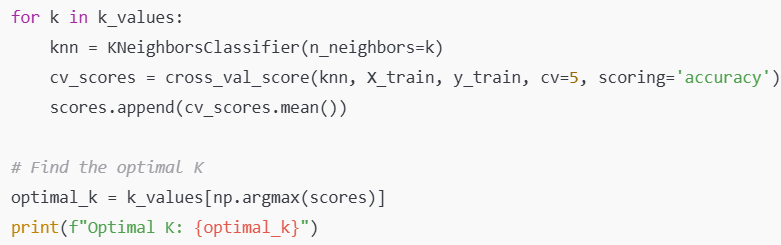 for k in k_values:
    knn = KNeighborsClassifier(n_neighbors=k)
    cv_scores = cross_val_score(knn, X_train, y_train, cv=5, scoring='accuracy')
    scores.append(cv_scores.mean())

# Find the optimal K
optimal_k = k_values[np.argmax(scores)]
print(f"Optimal K: {optimal_k}")